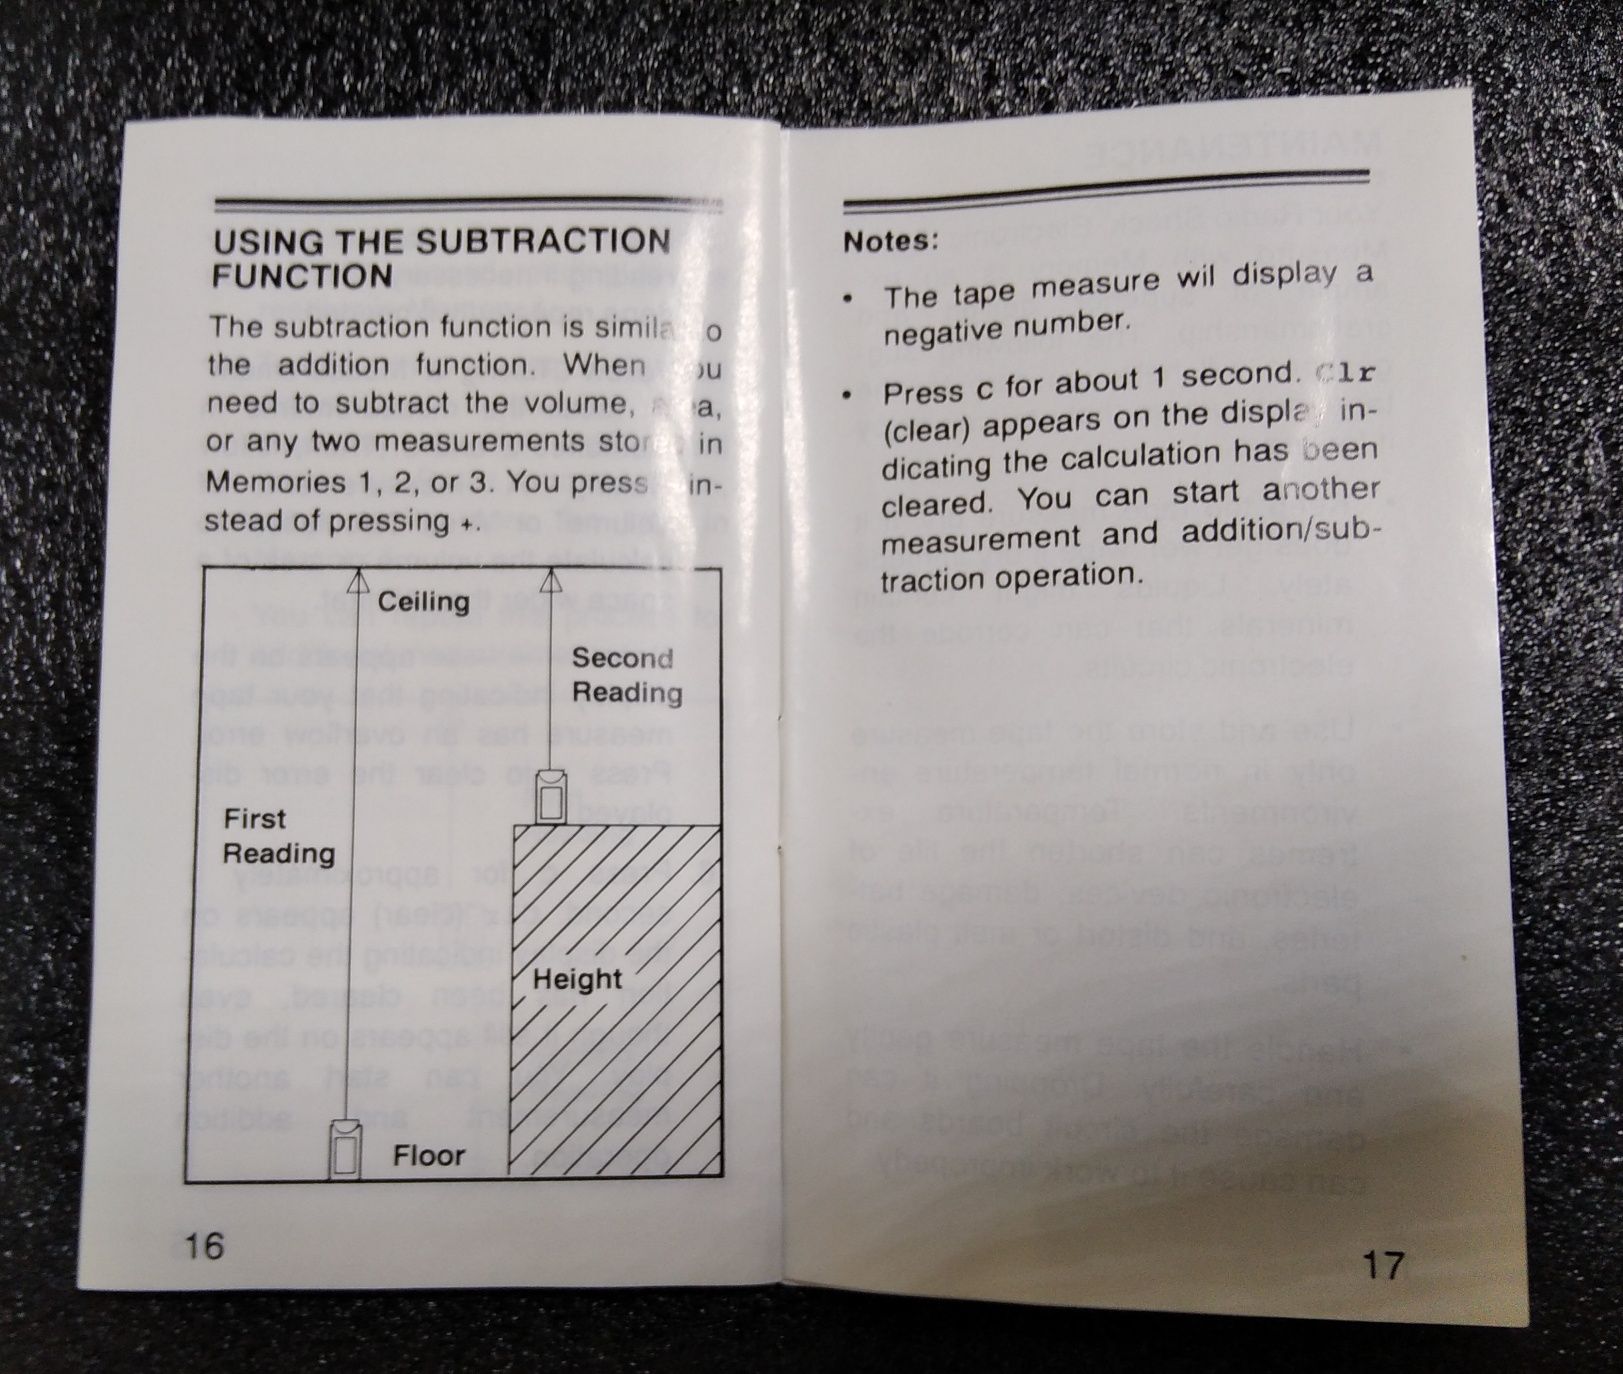 USING THE SUBTRACTION
FUNCTION
The subtraction function is simila o
the addition function. When ou
need to subtract the volume, a a,
or any two measurements sto in
Memories 1, 2, or 3. You press in-
stead of pressing +.
Ceiling
Second
Reading
First
Reading
Height
Floor
16
Notes:
• The tape measure wil display a
negative number.
• Press c for about 1 second. Clr
(clear) appears on the display in-
dicating the calculation has been
cleared. You can start another
measurement and addition/sub-
traction operation.
17